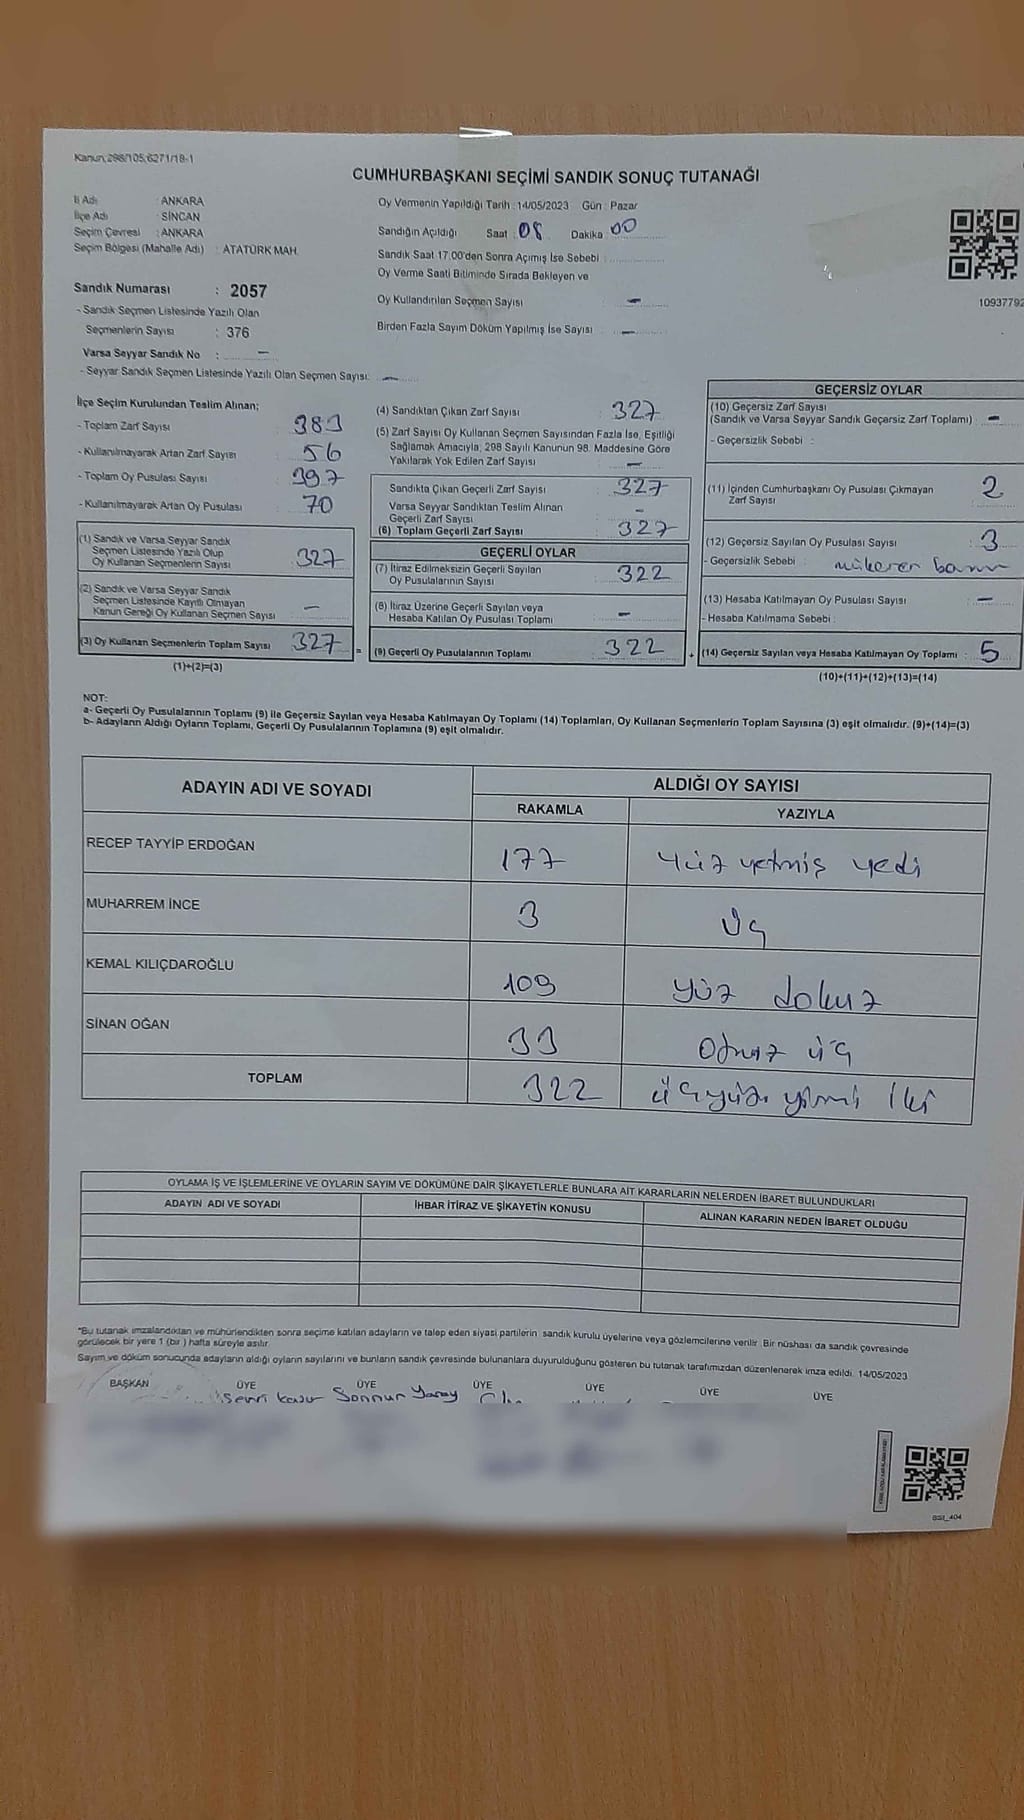 Kanun;298/105;6271/18-1
CUMHURBAŞKANI SEÇİMİ SANDIK SONUÇ TUTANAĞI
İl Adı : ANKARA
İlçe Adı : SİNCAN
Seçim Çevresi : ANKARA
Seçim Bölgesi (Mahalle Adı) : ATATÜRK MAH.
Sandık Numarası : 2057
- Sandık Seçmen Listesinde Yazılı Olan
Seçmenlerin Sayısı : 376
Varsa Seyyar Sandık No : —
- Seyyar Sandık Seçmen Listesinde Yazılı Olan Seçmen Sayısı: —
Oy Vermenin Yapıldığı Tarih : 14/05/2023 Gün : Pazar
Sandığın Açıldığı Saat : 08 Dakika 00
Sandık Saat 17:00'den Sonra Açımış İse Sebebi :
Oy Verme Saati Bitiminde Sırada Bekleyen ve
Oy Kullandırılan Seçmen Sayısı —
Birden Fazla Sayım Döküm Yapılmış İse Sayısı : —
10937792
İlçe Seçim Kurulundan Teslim Alınan;
- Toplam Zarf Sayısı : 383
- Kullanılmayarak Artan Zarf Sayısı : 56
- Toplam Oy Pusulası Sayısı : 397
- Kullanılmayarak Artan Oy Pusulası : 70
(1) Sandık ve Varsa Seyyar Sandık
Seçmen Listesinde Yazılı Olup
Oy Kullanan Seçmenlerin Sayısı : 327
(2) Sandık ve Varsa Seyyar Sandık
Seçmen Listesinde Kayıtlı Olmayan
Kanun Gereği Oy Kullanan Seçmen Sayısı : —
(3) Oy Kullanan Seçmenlerin Toplam Sayısı : 327 =
(1)+(2)=(3)
(4) Sandıktan Çıkan Zarf Sayısı : 327
(5) Zarf Sayısı Oy Kullanan Seçmen Sayısından Fazla İse, Eşitliği
Sağlamak Amacıyla, 298 Sayılı Kanunun 98. Maddesine Göre
Yakılarak Yok Edilen Zarf Sayısı : —
Sandıkta Çıkan Geçerli Zarf Sayısı : 327
Varsa Seyyar Sandıktan Teslim Alınan
Geçerli Zarf Sayısı : -
(6) Toplam Geçerli Zarf Sayısı : 327
GEÇERLİ OYLAR
(7) İtiraz Edilmeksizin Geçerli Sayılan
Oy Pusulalarının Sayısı : 322
(8) İtiraz Üzerine Geçerli Sayılan veya
Hesaba Katılan Oy Pusulası Toplamı : —
(9) Geçerli Oy Pusulalarının Toplamı : 322 +
GEÇERSİZ OYLAR
(10) Geçersiz Zarf Sayısı
(Sandık ve Varsa Seyyar Sandık Geçersiz Zarf Toplamı) : —
- Geçersizlik Sebebi :
(11) İçinden Cumhurbaşkanı Oy Pusulası Çıkmayan
Zarf Sayısı : 2
(12) Geçersiz Sayılan Oy Pusulası Sayısı : 3
- Geçersizlik Sebebi : mükerer
(13) Hesaba Katılmayan Oy Pusulası Sayısı : —
- Hesaba Katılmama Sebebi :
(14) Geçersiz Sayılan veya Hesaba Katılmayan Oy Toplamı : 5
(10)+(11)+(12)+(13)=(14)
NOT:
a- Geçerli Oy Pusulalarının Toplamı (9) ile Geçersiz Sayılan veya Hesaba Katılmayan Oy Toplamı (14) Toplamları, Oy Kullanan Seçmenlerin Toplam Sayısına (3) eşit olmalıdır. (9)+(14)=(3)
b- Adayların Aldığı Oyların Toplamı, Geçerli Oy Pusulalarının Toplamına (9) eşit olmalıdır.
ADAYIN ADI VE SOYADI ALDIĞI OY SAYISI
RAKAMLA YAZIYLA
RECEP TAYYİP ERDOĞAN 177 Yüz yetmiş yedi
MUHARREM İNCE 3 Üç
KEMAL KILIÇDAROĞLU 109 yüz dokuz
SİNAN OĞAN 33 Otuz üç
TOPLAM 322 üçyüz yirmi iki
OYLAMA İŞ VE İŞLEMLERİNE VE OYLARIN SAYIM VE DÖKÜMÜNE DAİR ŞİKAYETLERLE BUNLARA AİT KARARLARIN NELERDEN İBARET BULUNDUKLARI
ADAYIN ADI VE SOYADI İHBAR İTİRAZ VE ŞİKAYETİN KONUSU ALINAN KARARIN NEDEN İBARET OLDUĞU
*Bu tutanak imzalandıktan ve mühürlendikten sonra seçime katılan adayların ve talep eden siyasi partilerin sandık kurulu üyelerine veya gözlemcilerine verilir. Bir nüshası da sandık çevresinde
görülecek bir yere 1 (bir ) hafta süreyle asılır.
Sayım ve döküm sonucunda adayların aldığı oyların sayılarını ve bunların sandık çevresinde bulunanlara duyurulduğunu gösteren bu tutanak tarafımızdan düzenlenerek imza edildi. 14/05/2023
BAŞKAN ÜYE ÜYE ÜYE ÜYE ÜYE ÜYE
BSI_404